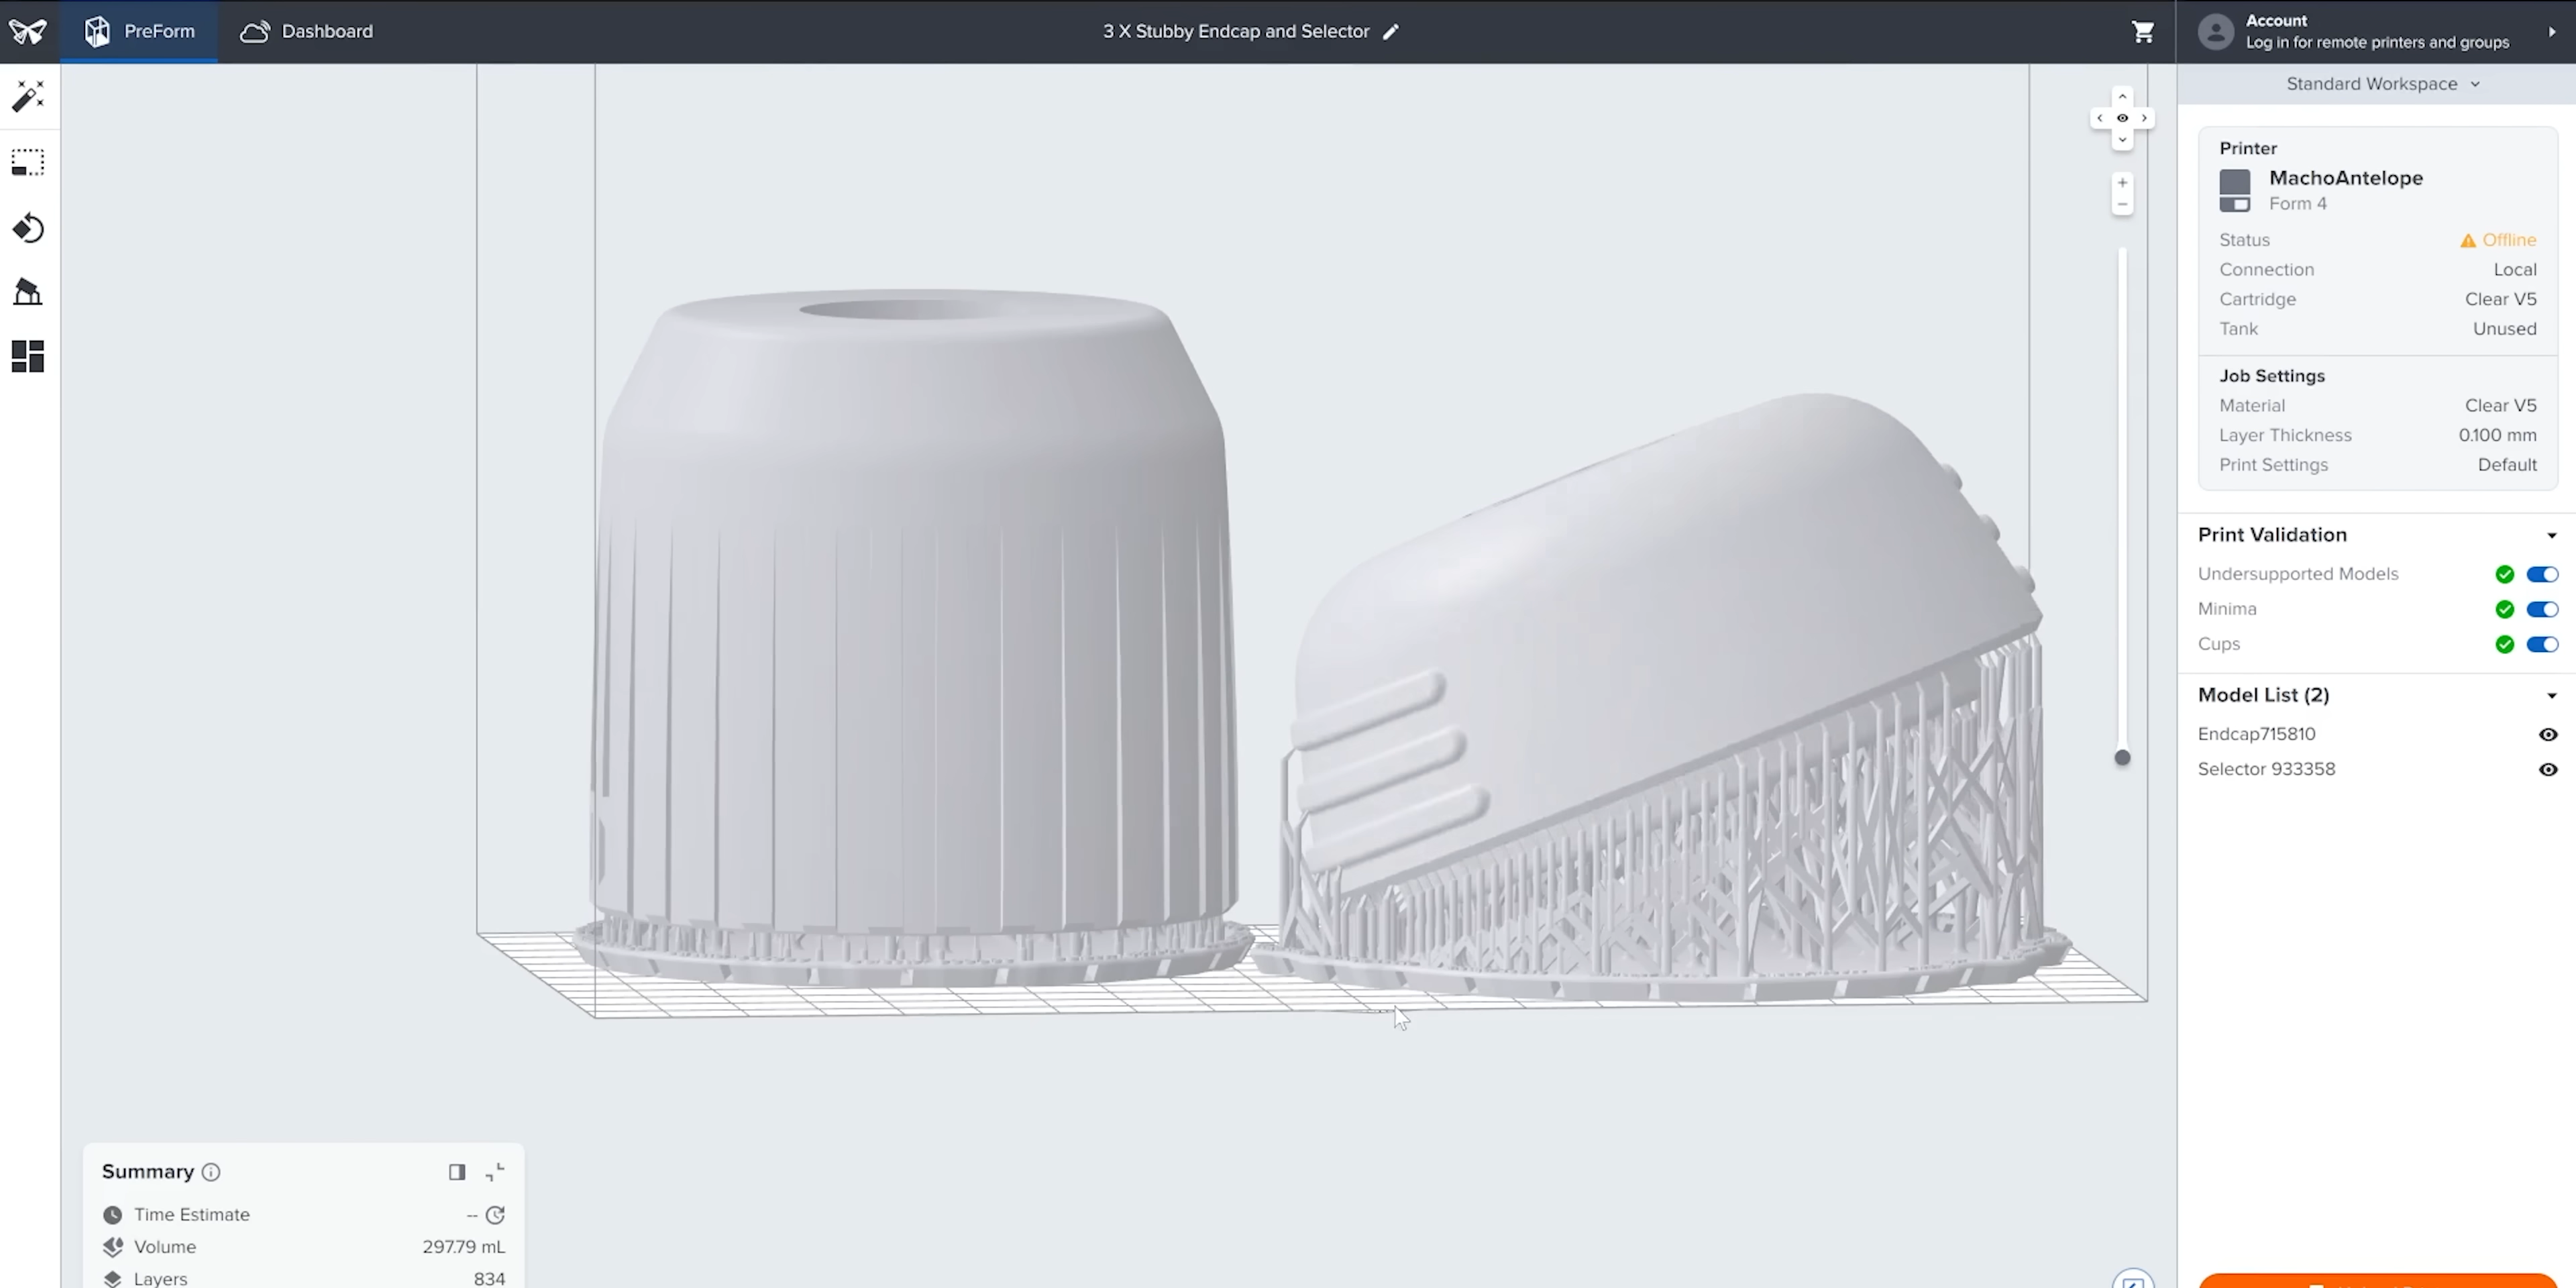 PreForm
Dashboard
3 X Stubby Endcap and Selector
Account
Log in for remote printers and groups
Standard Workspace
Printer
MachoAntelope
Form 4
Status Offline
Connection Local
Cartridge Clear V5
Tank Unused
Job Settings
Material Clear V5
Layer Thickness 0.100 mm
Print Settings Default
Print Validation
Undersupported Models
Minima
Cups
Model List (2)
Endcap715810
Selector 933358
Summary
Time Estimate --
Volume 297.79 mL
Layers 834